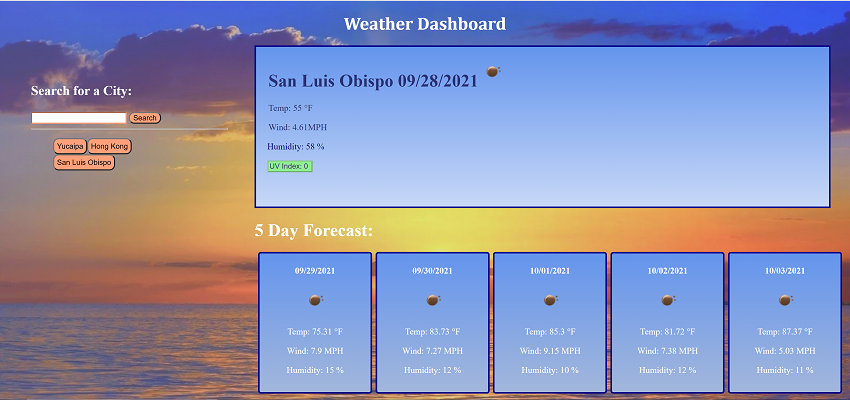 Weather Dashboard
Search for a City:
Search
Yucaipa Hong Kong
San Luis Obispo
San Luis Obispo 09/28/2021
Temp: 55 °F
Wind: 4.61MPH
Humidity: 58 %
UV Index: 0
5 Day Forecast:
09/29/2021
Temp: 75.31 °F
Wind: 7.9 MPH
Humidity: 15 %
09/30/2021
Temp: 83.73 °F
Wind: 7.27 MPH
Humidity: 12 %
10/01/2021
Temp: 85.3 °F
Wind: 9.15 MPH
Humidity: 10 %
10/02/2021
Temp: 81.72 °F
Wind: 7.38 MPH
Humidity: 12 %
10/03/2021
Temp: 87.37 °F
Wind: 5.03 MPH
Humidity: 11 %